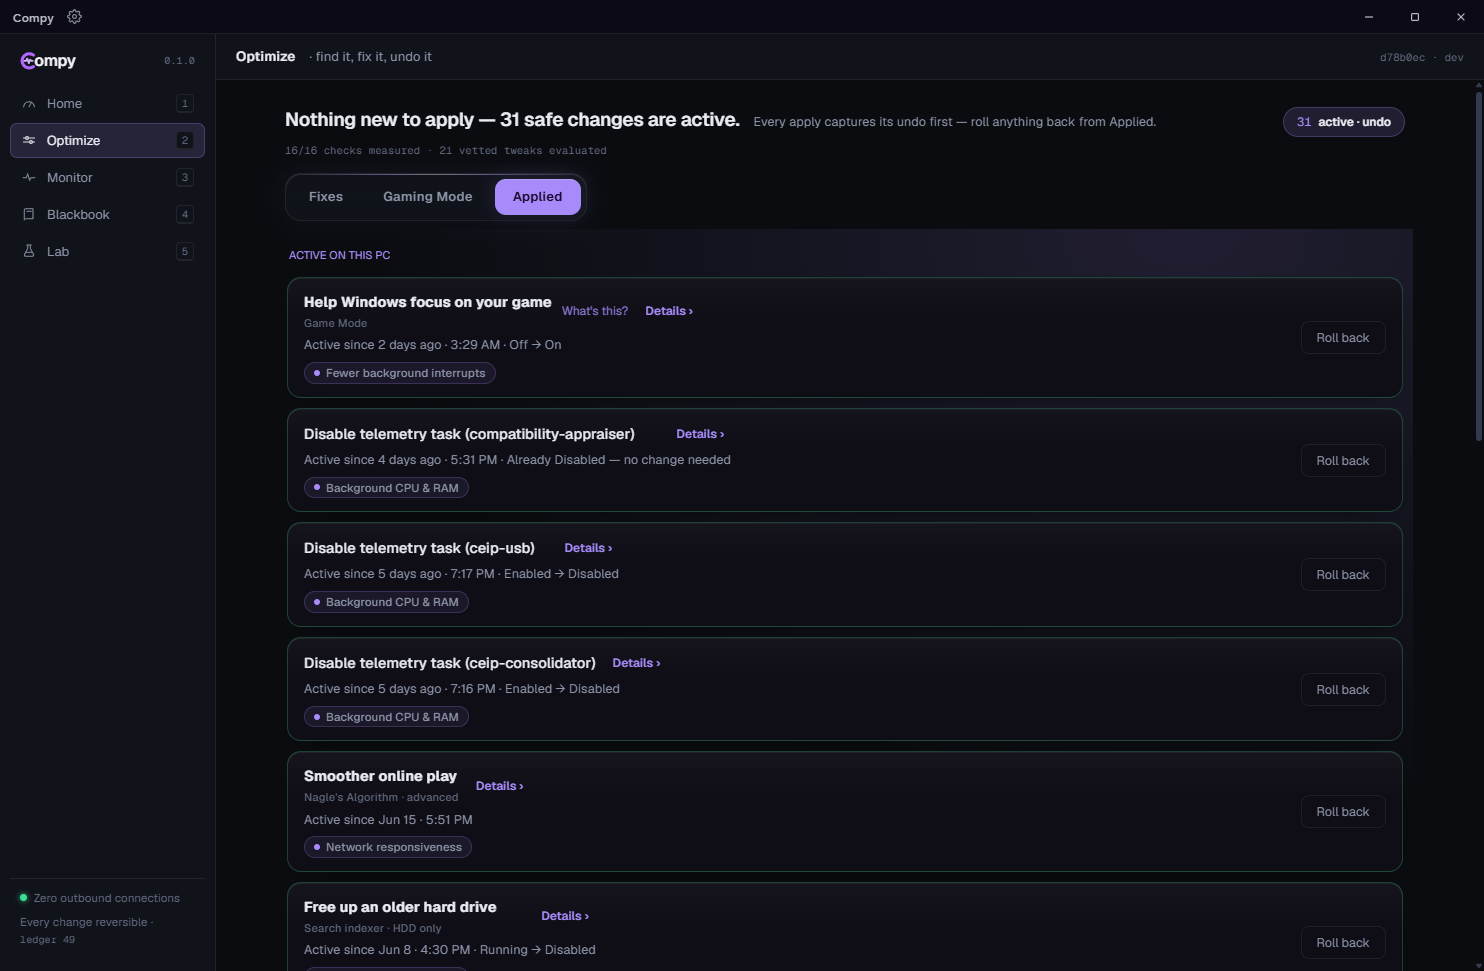 Compy
Compy
0.1.0
Home 1
Optimize 2
Monitor 3
Blackbook 4
Lab 5
Zero outbound connections
Every change reversible ·
ledger 49
Optimize · find it, fix it, undo it
d78b0ec · dev
Nothing new to apply — 31 safe changes are active. Every apply captures its undo first — roll anything back from Applied.
31 active · undo
16/16 checks measured · 21 vetted tweaks evaluated
Fixes Gaming Mode Applied
ACTIVE ON THIS PC
Help Windows focus on your game What's this? Details ›
Game Mode
Active since 2 days ago · 3:29 AM · Off → On
Fewer background interrupts
Roll back
Disable telemetry task (compatibility-appraiser) Details ›
Active since 4 days ago · 5:31 PM · Already Disabled — no change needed
Background CPU & RAM
Roll back
Disable telemetry task (ceip-usb) Details ›
Active since 5 days ago · 7:17 PM · Enabled → Disabled
Background CPU & RAM
Roll back
Disable telemetry task (ceip-consolidator) Details ›
Active since 5 days ago · 7:16 PM · Enabled → Disabled
Background CPU & RAM
Roll back
Smoother online play Details ›
Nagle's Algorithm · advanced
Active since Jun 15 · 5:51 PM
Network responsiveness
Roll back
Free up an older hard drive Details ›
Search indexer · HDD only
Active since Jun 8 · 4:30 PM · Running → Disabled
Roll back